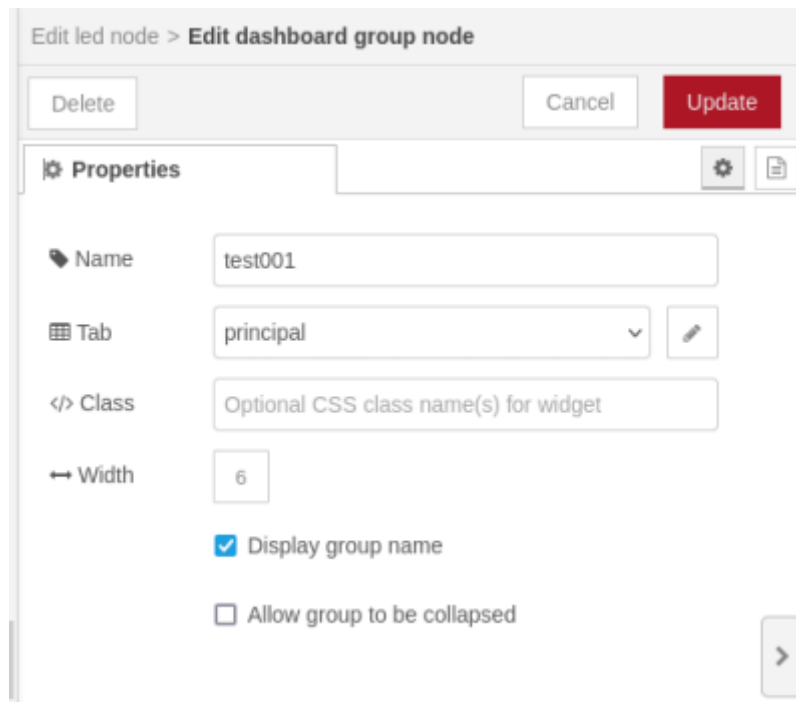 Edit led node > Edit dashboard group node
Delete
Cancel
Update
Properties
Name
test001
Tab
principal
</> Class
Optional CSS class name(s) for widget
Width
6
Display group name
Allow group to be collapsed